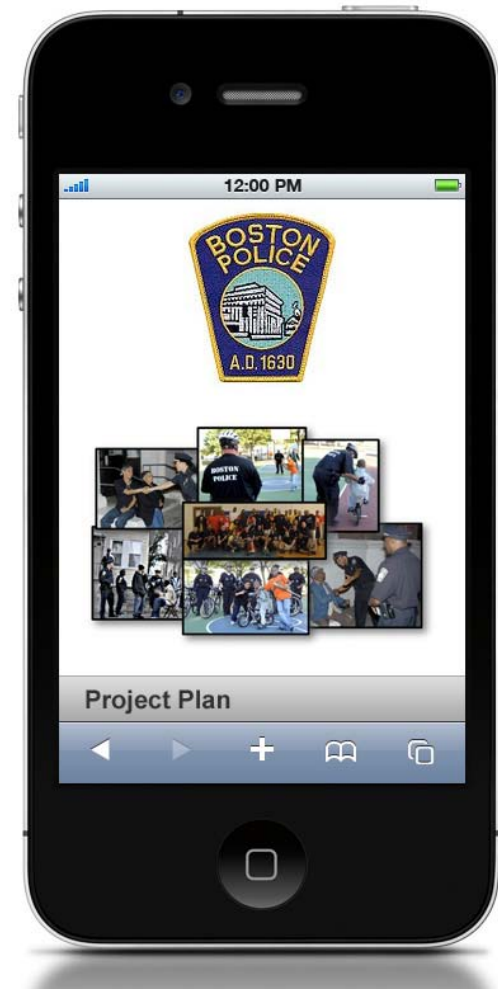 12:00 PM
BOSTON
POLICE
A.D. 1630
BOSTON
POLICE
Project Plan